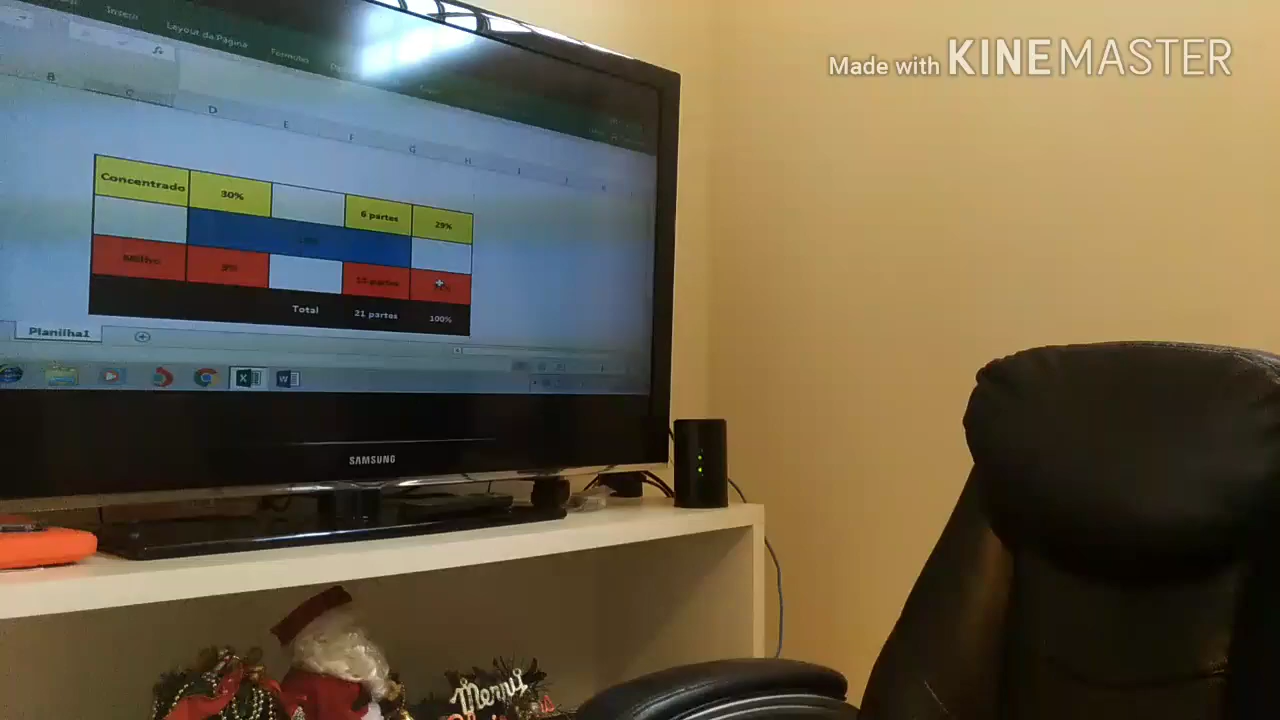 Made with KINEMASTER
Inserir Layout da Página Fórmulas
B C D E F G H
Concentrado 30% 6 partes 29%
Milho 15 partes
Total 21 partes 100%
Planilha1
SAMSUNG
Merry